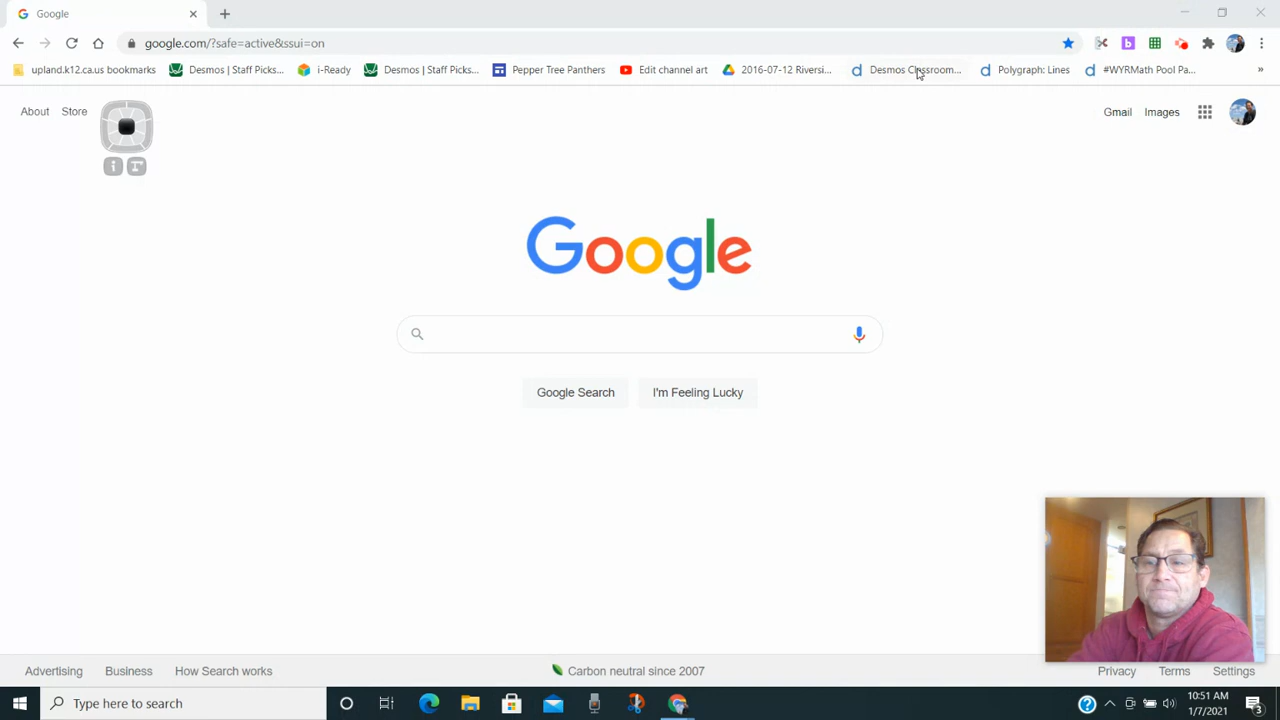 Google
google.com/?safe=active&ssui=on
upland.k12.ca.us bookmarks
Desmos | Staff Picks...
i-Ready
Desmos | Staff Picks...
Pepper Tree Panthers
Edit channel art
2016-07-12 Riversi...
Desmos Classroom...
Polygraph: Lines
#WYRMath Pool Pa...
»
About
Store
Gmail
Images
Google
Google Search
I'm Feeling Lucky
Advertising
Business
How Search works
Carbon neutral since 2007
Privacy
Terms
Settings
Type here to search
10:51 AM
1/7/2021
3